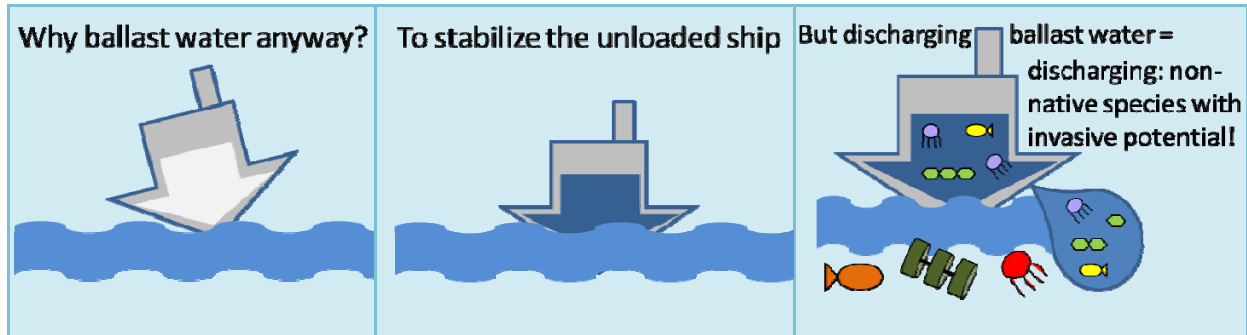 Why ballast water anyway?
To stabilize the unloaded ship
But discharging ballast water =
discharging: non-
native species with
invasive potential!